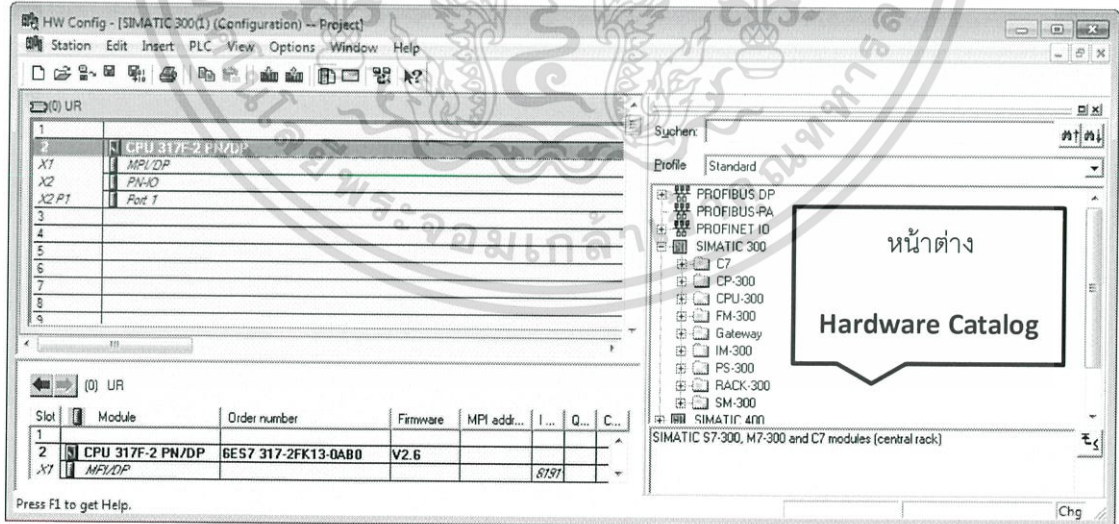 HW Config - [SIMATIC 300(1) (Configuration) -- Project]
Station Edit Insert PLC View Options Window Help
(0) UR
1
2 CPU 317F-2 PN/DP
X1 MPI/DP
X2 PN-IO
X2 P1 Port 1
3
4
5
6
7
8
9
Suchen:
Profile Standard
PROFIBUS DP
PROFIBUS-PA
PROFINET IO
SIMATIC 300
C7
CP-300
CPU-300
FM-300
Gateway
IM-300
PS-300
RACK-300
SM-300
SIMATIC 400
หน้าต่าง
Hardware Catalog
SIMATIC S7-300, M7-300 and C7 modules (central rack)
(0) UR
Slot Module Order number Firmware MPI addr... I... Q... C...
1
2 CPU 317F-2 PN/DP 6ES7 317-2FK13-0AB0 V2.6
X1 MPI/DP 8191
Press F1 to get Help.
Chg